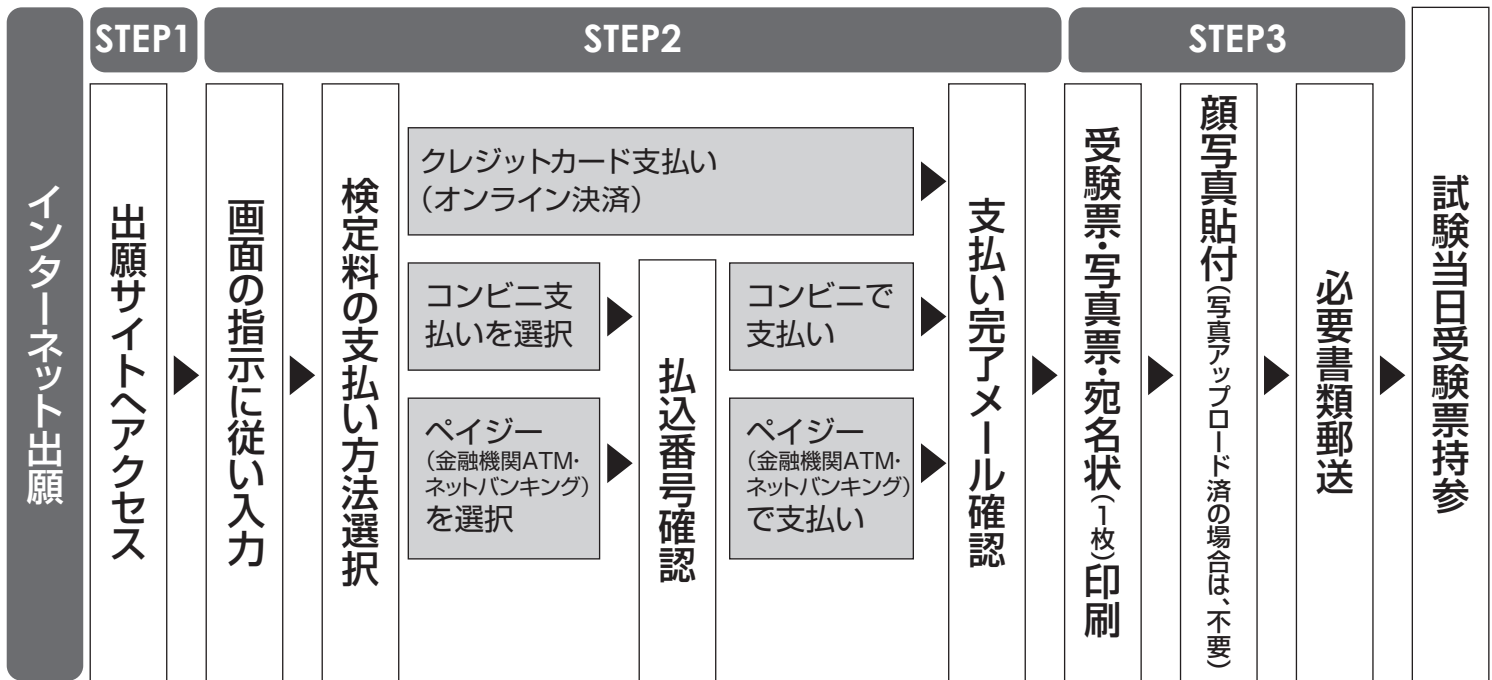 インターネット出願
STEP1
出願サイトへアクセス
STEP2
画面の指示に従い入力
検定料の支払い方法選択
クレジットカード支払い
（オンライン決済）
コンビニ支
払いを選択
ペイジー
（金融機関ATM・
ネットバンキング）
を選択
払込番号確認
コンビニで
支払い
ペイジー
（金融機関ATM・
ネットバンキング）
で支払い
支払い完了メール確認
STEP3
受験票・写真票・宛名状（1枚）印刷
顔写真貼付（写真アップロード済の場合は、不要）
必要書類郵送
試験当日受験票持参